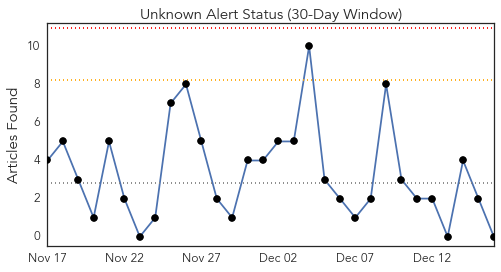 Unknown Alert Status (30-Day Window)
Articles Found
10
8
6
4
2
0
Nov 17 Nov 22 Nov 27 Dec 02 Dec 07 Dec 12